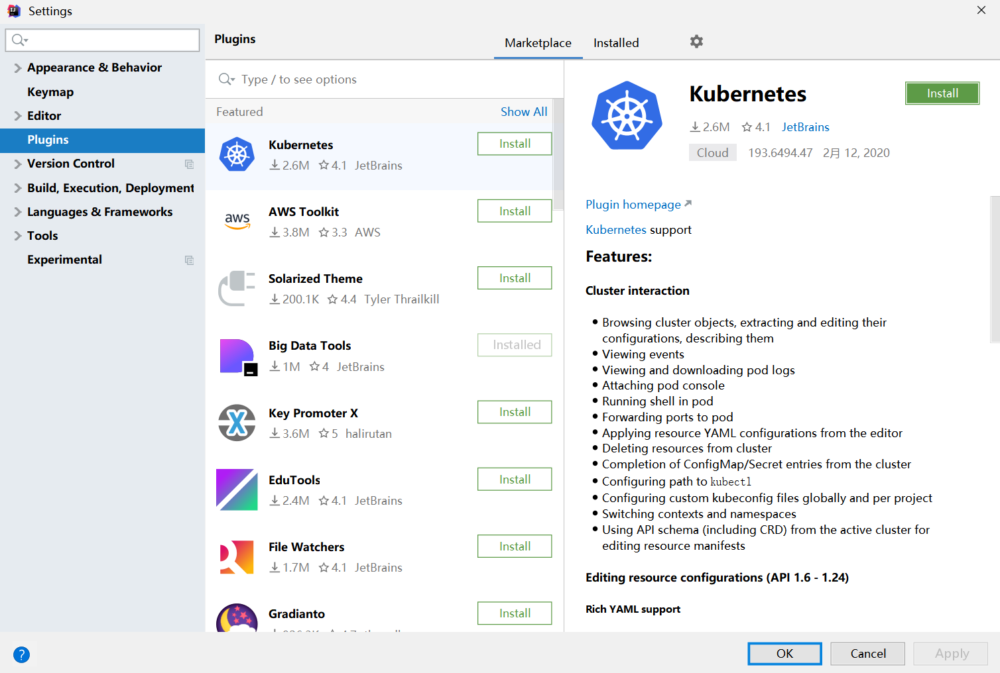 Settings
Plugins
Marketplace
Installed
Appearance & Behavior
Keymap
Editor
Plugins
Version Control
Build, Execution, Deployment
Languages & Frameworks
Tools
Experimental
Type / to see options
Featured
Show All
Kubernetes
Install
2.6M 4.1 JetBrains
aws
AWS Toolkit
Install
3.8M 3.3 AWS
Solarized Theme
Install
200.1K 4.4 Tyler Thrailkill
Big Data Tools
Installed
1M 4 JetBrains
X
Key Promoter X
Install
3.6M 5 halirutan
EduTools
Install
2.4M 4.1 JetBrains
File Watchers
Install
1.7M 4.1 JetBrains
Gradianto
Install
Kubernetes
Install
2.6M 4.1 JetBrains
Cloud 193.6494.47 2月 12, 2020
Plugin homepage
Kubernetes support
Features:
Cluster interaction
Browsing cluster objects, extracting and editing their
configurations, describing them
Viewing events
Viewing and downloading pod logs
Attaching pod console
Running shell in pod
Forwarding ports to pod
Applying resource YAML configurations from the editor
Deleting resources from cluster
Completion of ConfigMap/Secret entries from the cluster
Configuring path to kubectl
Configuring custom kubeconfig files globally and per project
Switching contexts and namespaces
Using API schema (including CRD) from the active cluster for
editing resource manifests
Editing resource configurations (API 1.6 - 1.24)
Rich YAML support
?
OK
Cancel
Apply